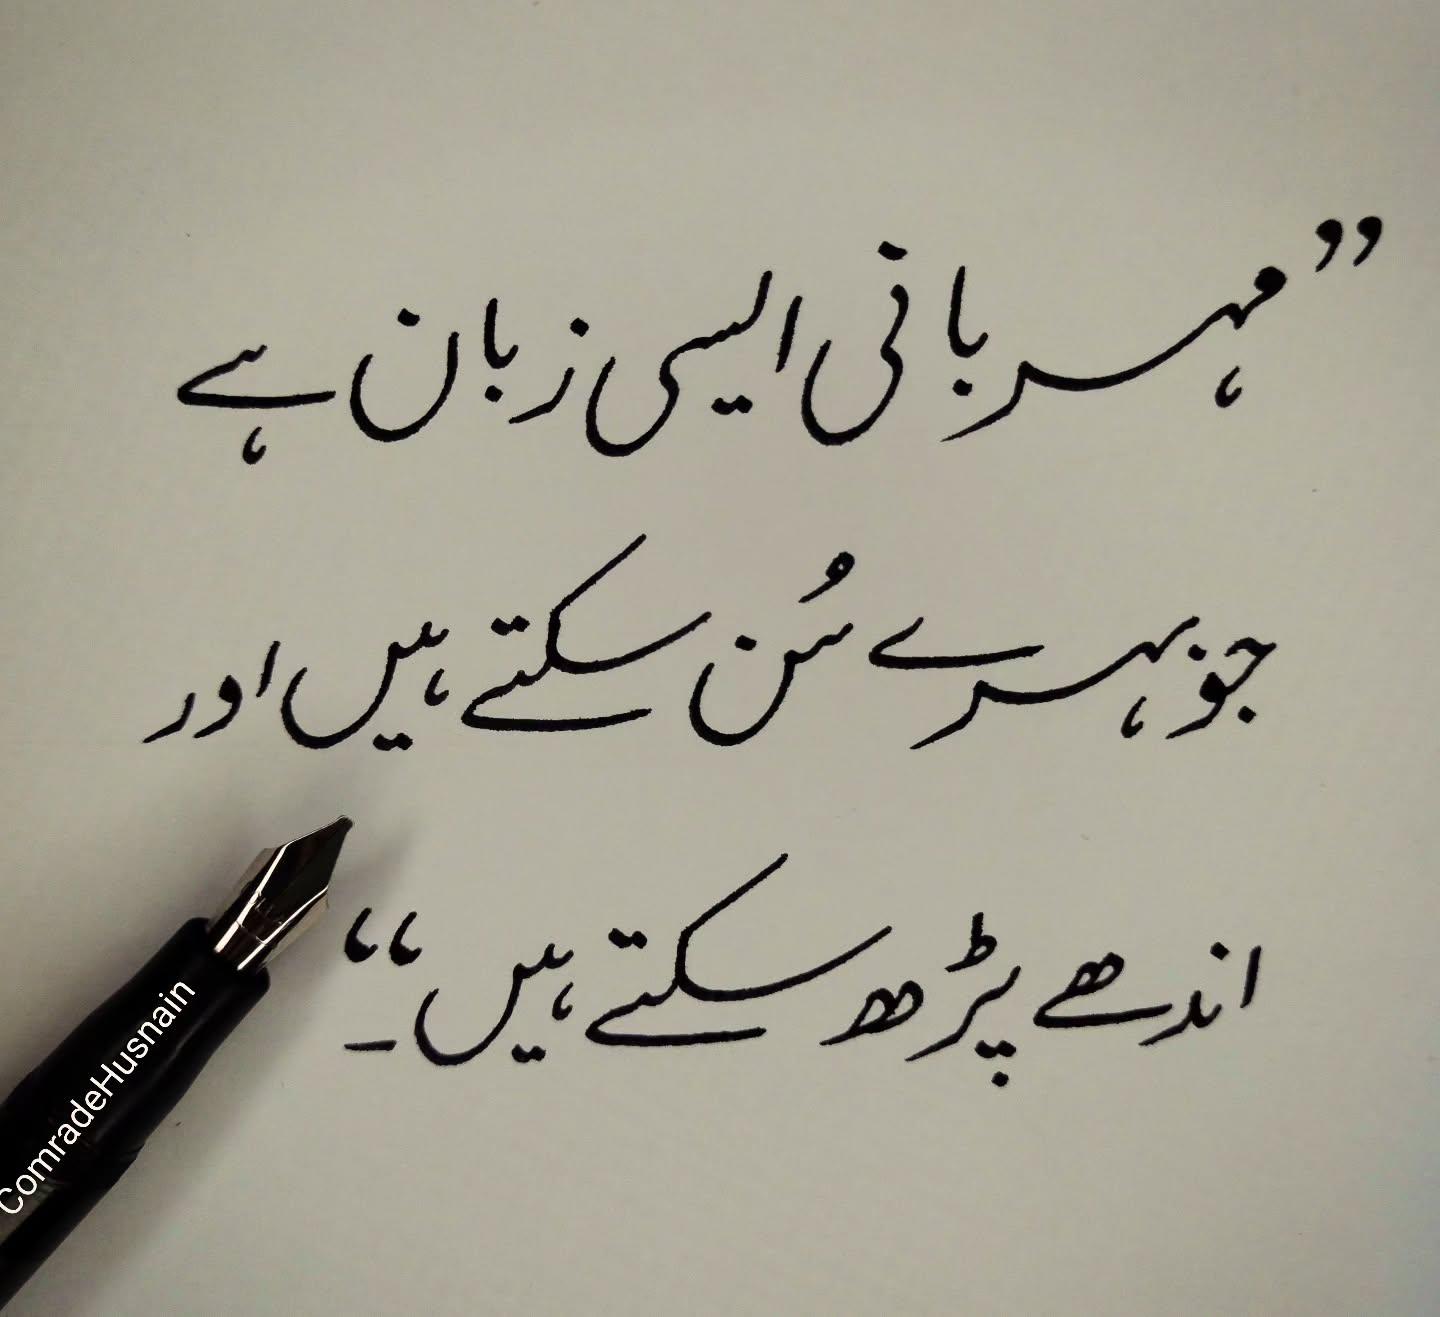 ”مہربانی ایسی زبان ہے
جو بہرے سُن سکتے ہیں اور
اندھے پڑھ سکتے ہیں۔“
ComradeHusnain